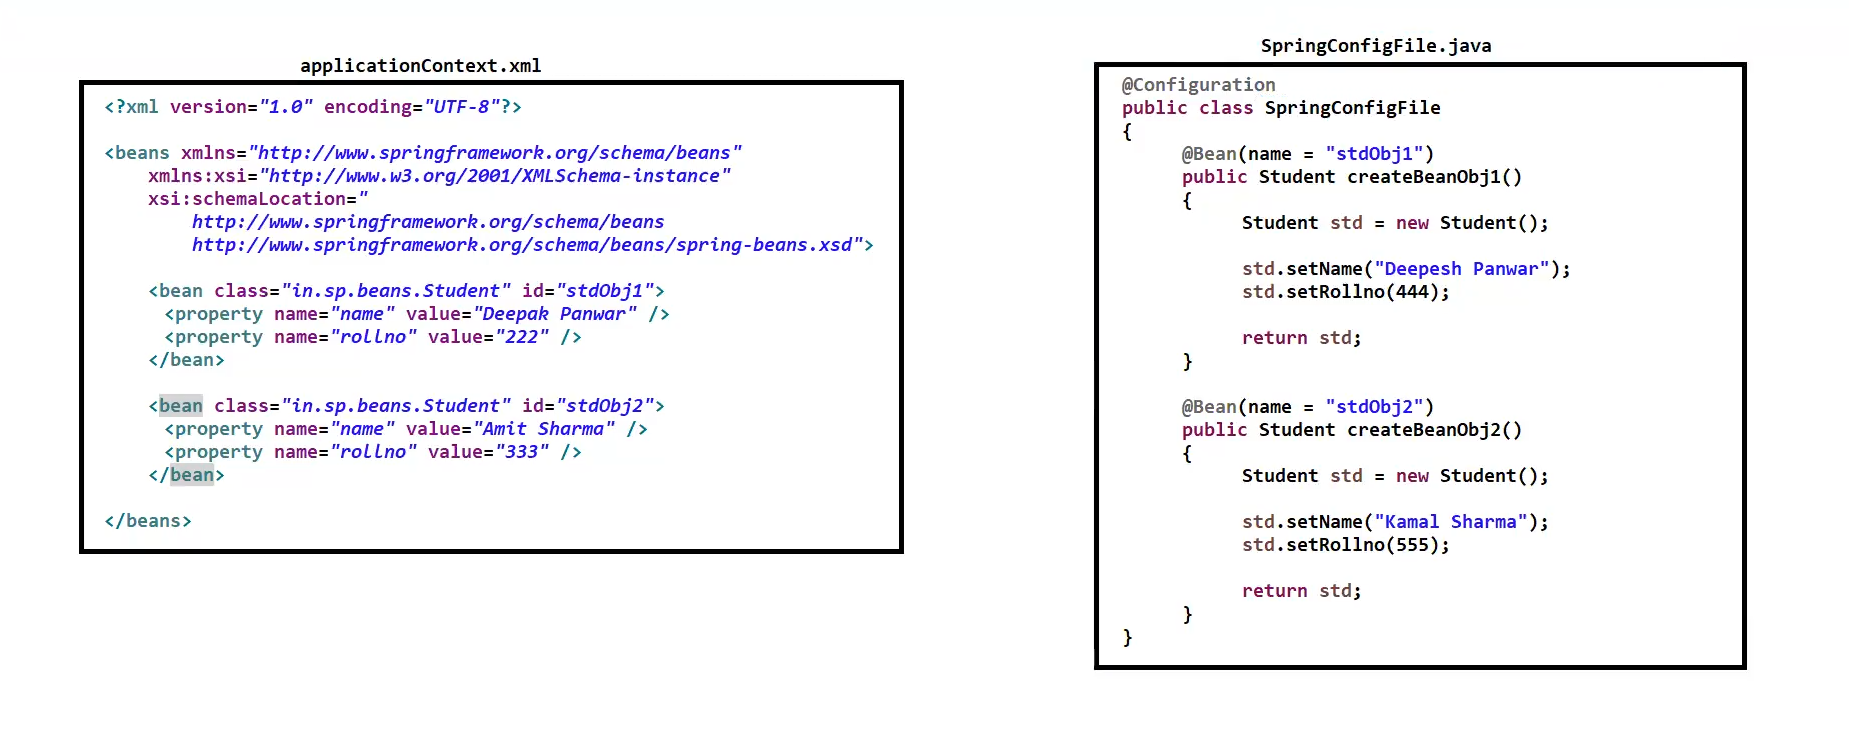 applicationContext.xml
<?xml version="1.0" encoding="UTF-8"?>
<beans xmlns="http://www.springframework.org/schema/beans"
xmlns:xsi="http://www.w3.org/2001/XMLSchema-instance"
xsi:schemaLocation="
http://www.springframework.org/schema/beans
http://www.springframework.org/schema/beans/spring-beans.xsd">
<bean class="in.sp.beans.Student" id="stdObj1">
<property name="name" value="Deepak Panwar" />
<property name="rollno" value="222" />
</bean>
<bean class="in.sp.beans.Student" id="stdObj2">
<property name="name" value="Amit Sharma" />
<property name="rollno" value="333" />
</bean>
</beans>
SpringConfigFile.java
@Configuration
public class SpringConfigFile
{
@Bean(name = "stdObj1")
public Student createBeanObj1()
{
Student std = new Student();
std.setName("Deepesh Panwar");
std.setRollno(444);
return std;
}
@Bean(name = "stdObj2")
public Student createBeanObj2()
{
Student std = new Student();
std.setName("Kamal Sharma");
std.setRollno(555);
return std;
}
}